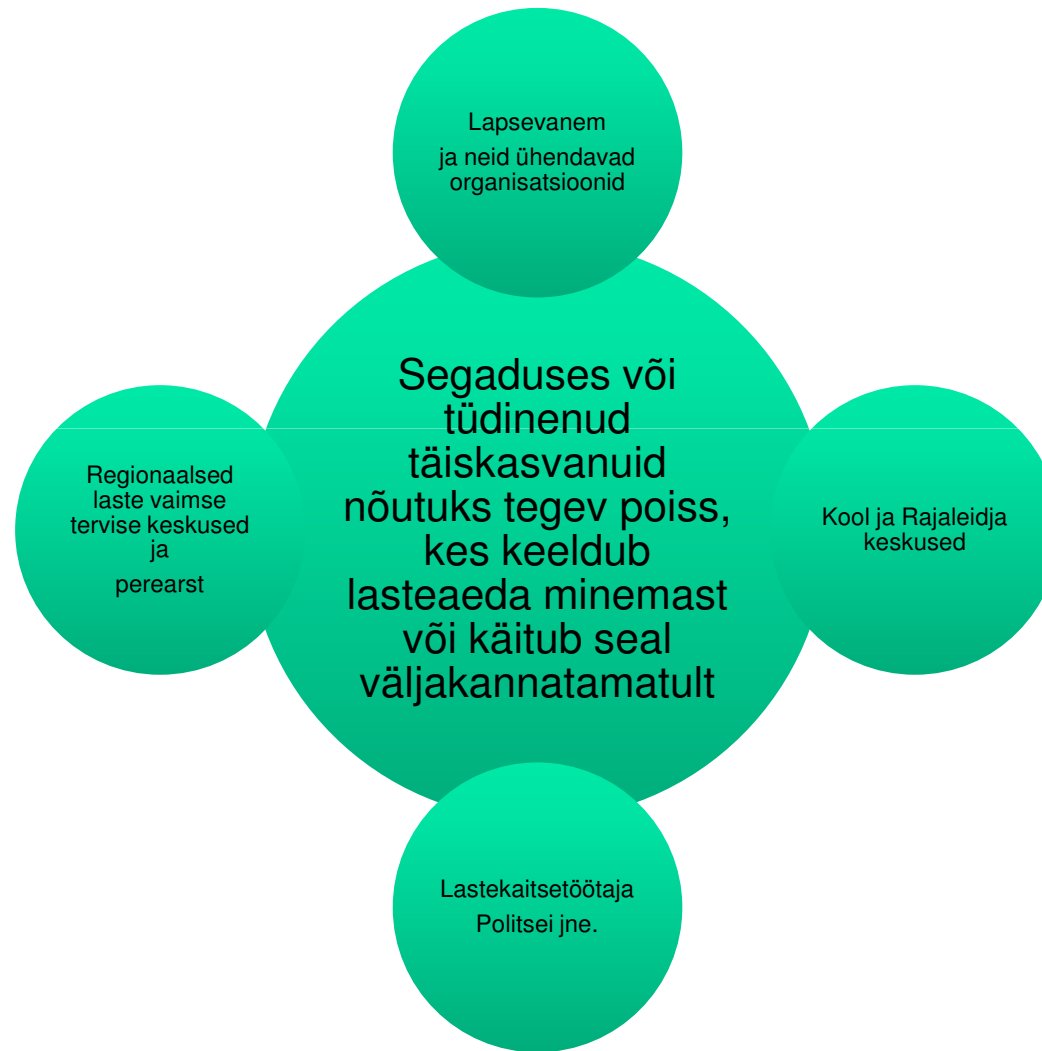 Lapsevanem
ja neid ühendavad
organisatsioonid
Segaduses või
tüdinenud
täiskasvanuid
nõutuks tegev poiss,
kes keeldub
lasteaeda minemast
või käitub seal
väljakannatamatult
Regionaalsed
laste vaimse
tervise keskused
ja
perearst
Kool ja Rajaleidja
keskused
Lastekaitsetöötaja
Politsei jne.